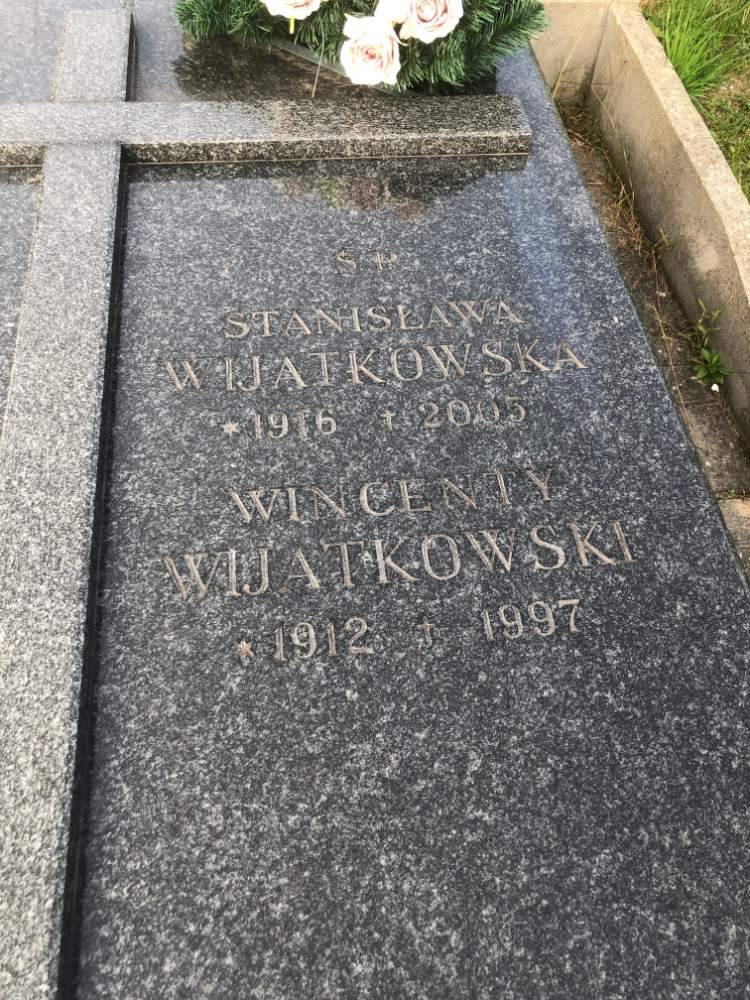 Ś.P.
STANISŁAWA
WIJATKOWSKA
*1916 †2005
WINCENTY
WIJATKOWSKI
*1912 † 1997